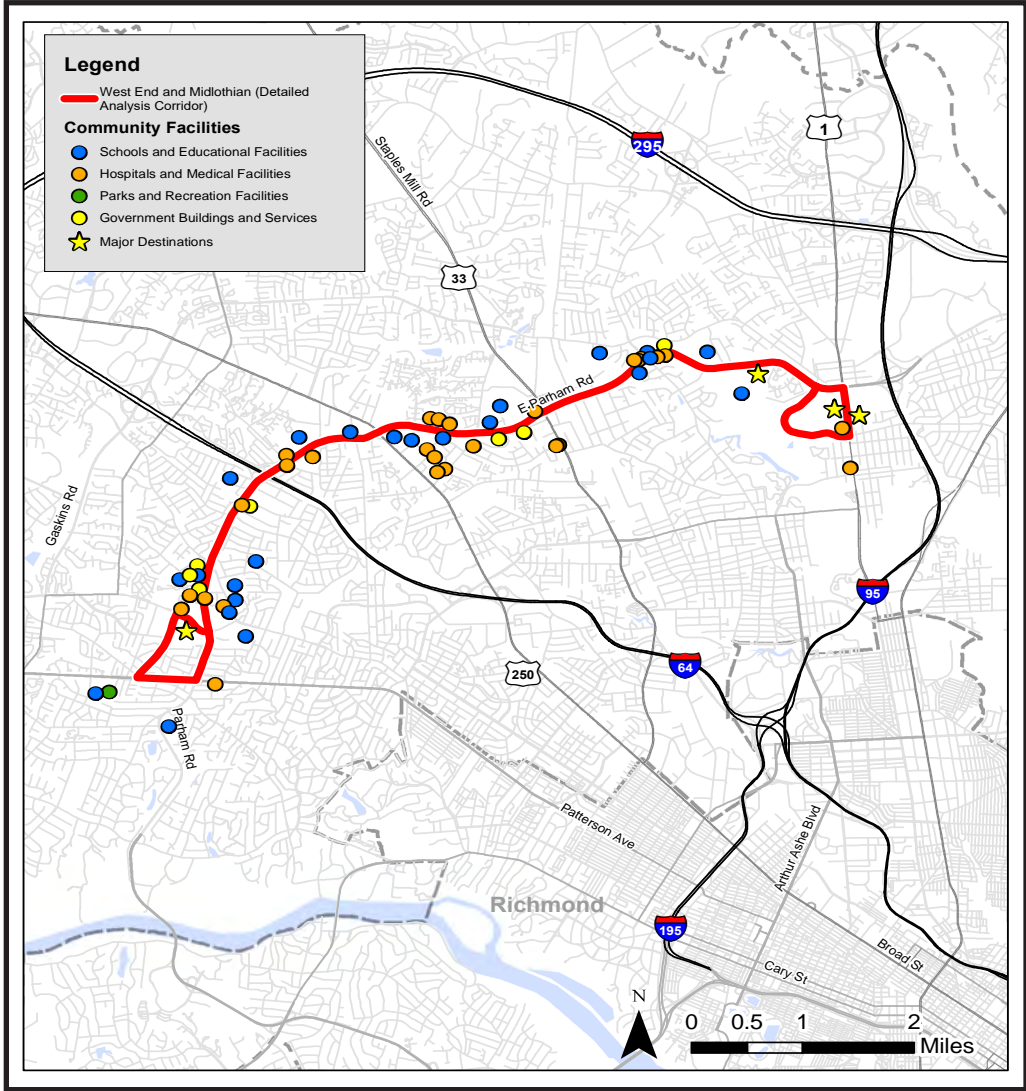 Legend
West End and Midlothian (Detailed
Analysis Corridor)
Community Facilities
Schools and Educational Facilities
Hospitals and Medical Facilities
Parks and Recreation Facilities
Government Buildings and Services
Major Destinations
1
295
Staples Mill Rd
33
E Parham Rd
Gaskins Rd
95
64
250
Parham Rd
Patterson Ave
Arthur Ashe Blvd
Richmond
195
Broad St
Cary St
N
0 0.5 1 2
Miles